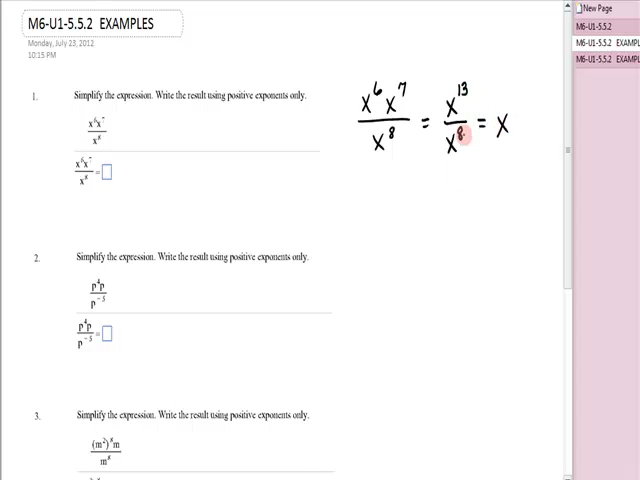 M6-U1-5.5.2 EXAMPLES
Monday, July 23, 2012
10:15 PM
New Page
M6-U1-5.5.2
M6-U1-5.5.2 EXAMPL
M6-U1-5.5.2 EXAMP
1. Simplify the expression. Write the result using positive exponents only.
x⁶x⁷/x⁸
x⁶x⁷/x⁸ =
x⁶x⁷/x⁸ = x¹³/x⁸ = x
2. Simplify the expression. Write the result using positive exponents only.
p⁴p/p⁻⁵
p⁴p/p⁻⁵ =
3. Simplify the expression. Write the result using positive exponents only.
(m²)⁸m/m⁸